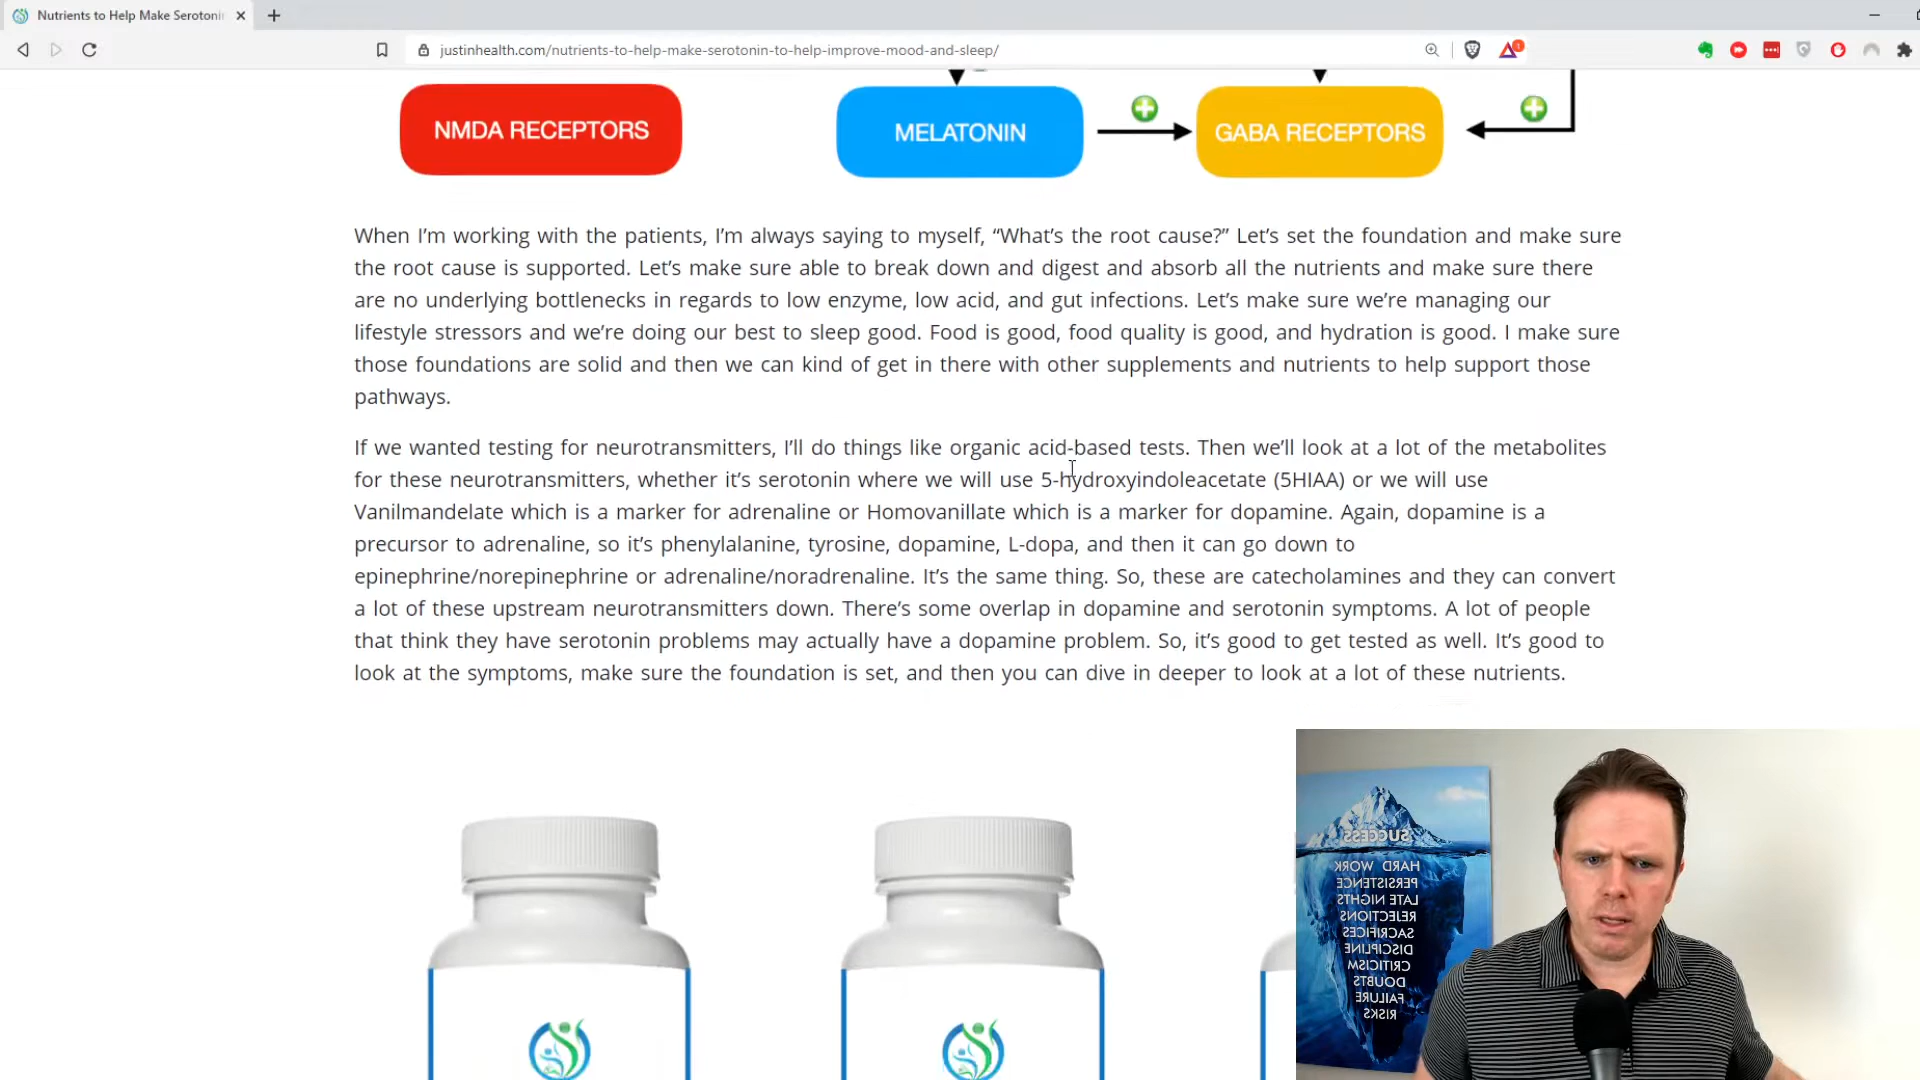 Nutrients to Help Make Serotonin
justinhealth.com/nutrients-to-help-make-serotonin-to-help-improve-mood-and-sleep/
1
NMDA RECEPTORS
MELATONIN
GABA RECEPTORS
When I’m working with the patients, I’m always saying to myself, “What’s the root cause?” Let’s set the foundation and make sure
the root cause is supported. Let’s make sure able to break down and digest and absorb all the nutrients and make sure there
are no underlying bottlenecks in regards to low enzyme, low acid, and gut infections. Let’s make sure we’re managing our
lifestyle stressors and we’re doing our best to sleep good. Food is good, food quality is good, and hydration is good. I make sure
those foundations are solid and then we can kind of get in there with other supplements and nutrients to help support those
pathways.
If we wanted testing for neurotransmitters, I’ll do things like organic acid-based tests. Then we’ll look at a lot of the metabolites
for these neurotransmitters, whether it’s serotonin where we will use 5-hydroxyindoleacetate (5HIAA) or we will use
Vanilmandelate which is a marker for adrenaline or Homovanillate which is a marker for dopamine. Again, dopamine is a
precursor to adrenaline, so it’s phenylalanine, tyrosine, dopamine, L-dopa, and then it can go down to
epinephrine/norepinephrine or adrenaline/noradrenaline. It’s the same thing. So, these are catecholamines and they can convert
a lot of these upstream neurotransmitters down. There’s some overlap in dopamine and serotonin symptoms. A lot of people
that think they have serotonin problems may actually have a dopamine problem. So, it’s good to get tested as well. It’s good to
look at the symptoms, make sure the foundation is set, and then you can dive in deeper to look at a lot of these nutrients.
SUCCESS
HARD WORK
PERSISTENCE
LATE NIGHTS
REJECTIONS
SACRIFICES
DISCIPLINE
CRITICISM
DOUBTS
FAILURE
RISKS